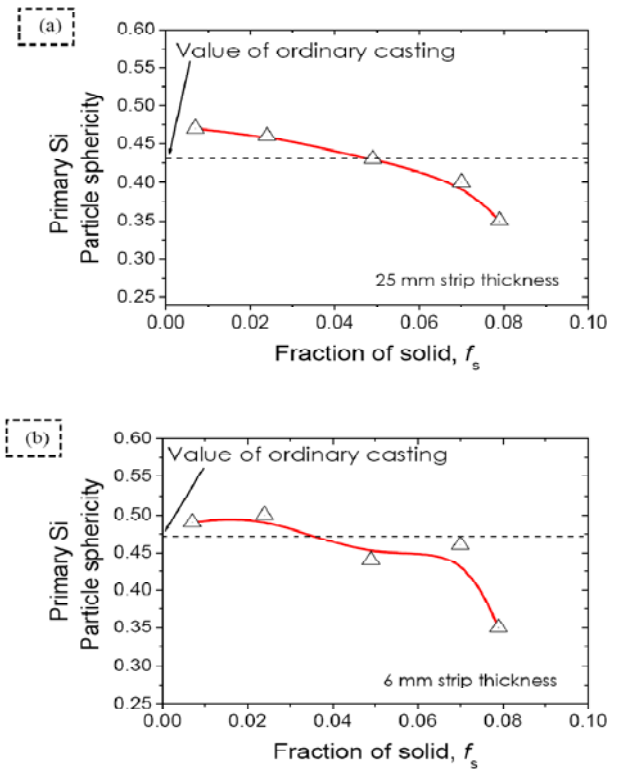 (a)
0.60
Value of ordinary casting
0.55
0.50
0.45
0.40
0.35
0.30
0.25
Primary Si
Particle sphericity
25 mm strip thickness
0.00 0.02 0.04 0.06 0.08 0.10
Fraction of solid, fs
(b)
0.60
Value of ordinary casting
0.55
0.50
0.45
0.40
0.35
0.30
0.25
Primary Si
Particle sphericity
6 mm strip thickness
0.00 0.02 0.04 0.06 0.08 0.10
Fraction of solid, fs